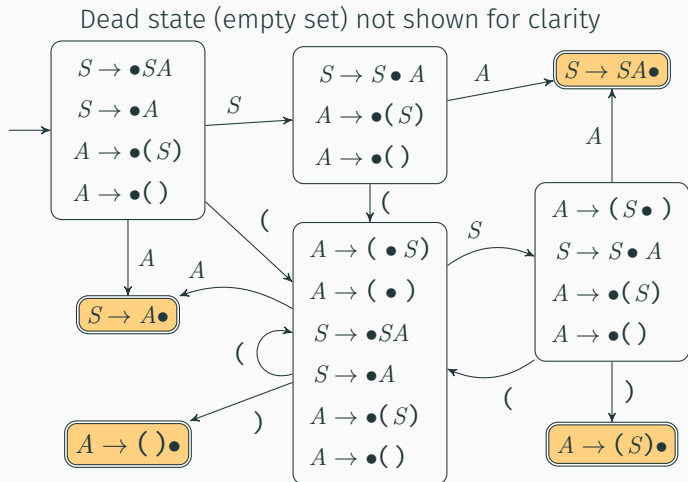 Dead state (empty set) not shown for clarity
S → •SA
S → •A
A → •(S)
A → •()
S
S → S• A
A → •(S)
A → •()
A
S → SA•
A
(
(
A
A
S → A•
A → (• S)
A → (•)
S → •SA
S → •A
A → •(S)
A → •()
(
S
A → (S•)
S → S• A
A → •(S)
A → •()
(
)
)
A → ()•
A → (S)•